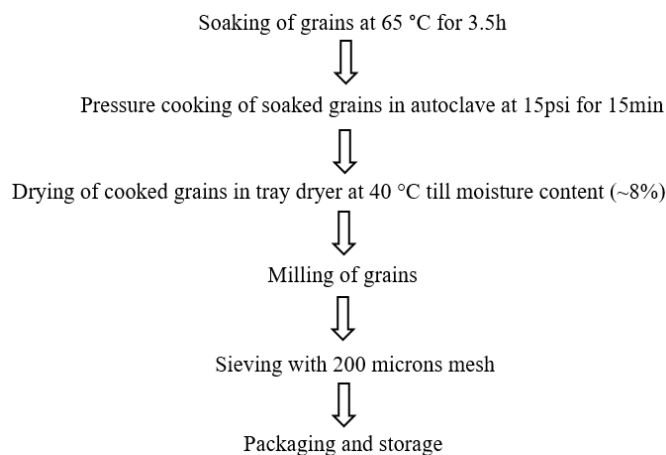 Soaking of grains at 65 °C for 3.5h
Pressure cooking of soaked grains in autoclave at 15psi for 15min
Drying of cooked grains in tray dryer at 40 °C till moisture content (~8%)
Milling of grains
Sieving with 200 microns mesh
Packaging and storage